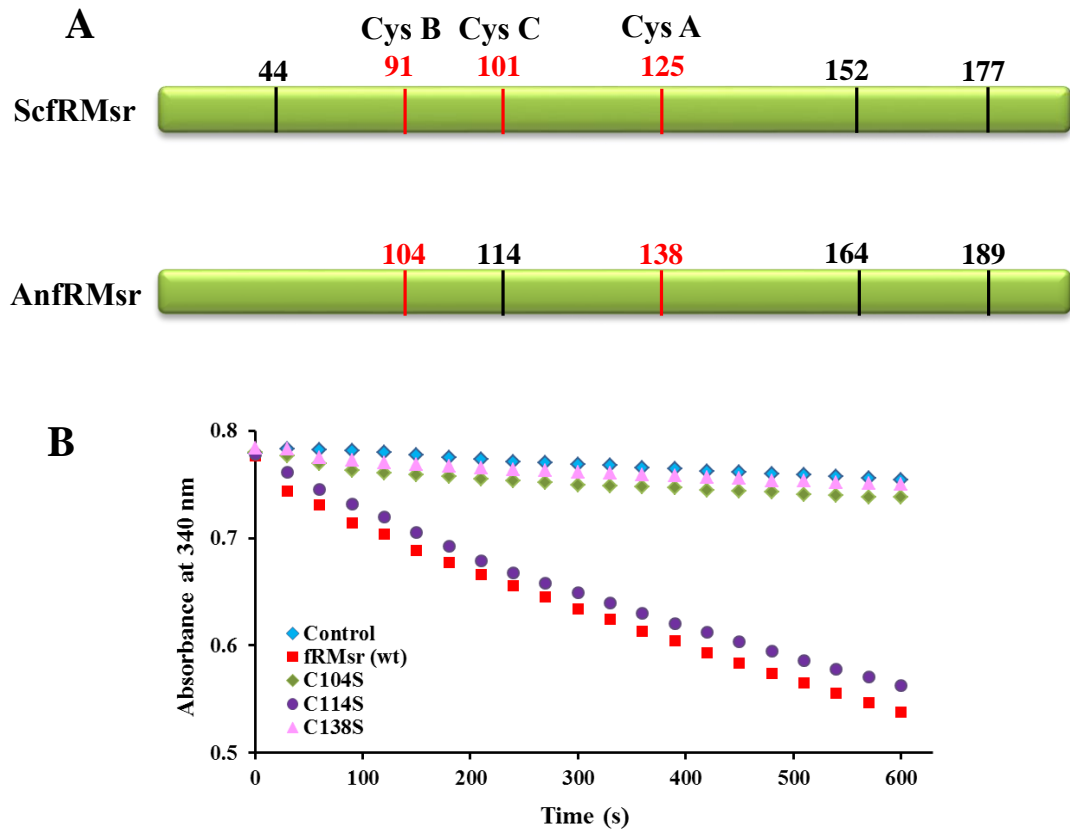 A
Cys B Cys C Cys A
44 91 101 125 152 177
ScfRMsr
104 114 138 164 189
AnfRMsr
B
0.8
0.7
0.6
0.5
Absorbance at 340 nm
Control
fRMsr (wt)
C104S
C114S
C138S
0 100 200 300 400 500 600
Time (s)